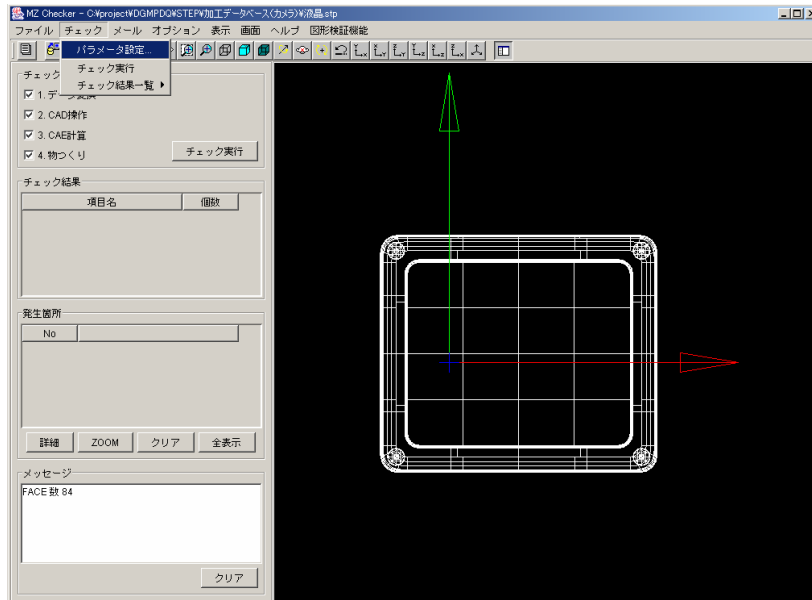 MZ Checker - C:¥project¥DGMPDQ¥STEP¥加工データベース(カメラ)¥液晶.stp
ファイル チェック メール オプション 表示 画面 ヘルプ 図形検証機能
パラメータ設定...
チェック実行
チェック結果一覧
チェック
1. データ変換
2. CAD操作
3. CAE計算
4. 物つくり
チェック実行
チェック結果
項目名 個数
発生箇所
No
詳細 ZOOM クリア 全表示
メッセージ
FACE 数 84
クリア